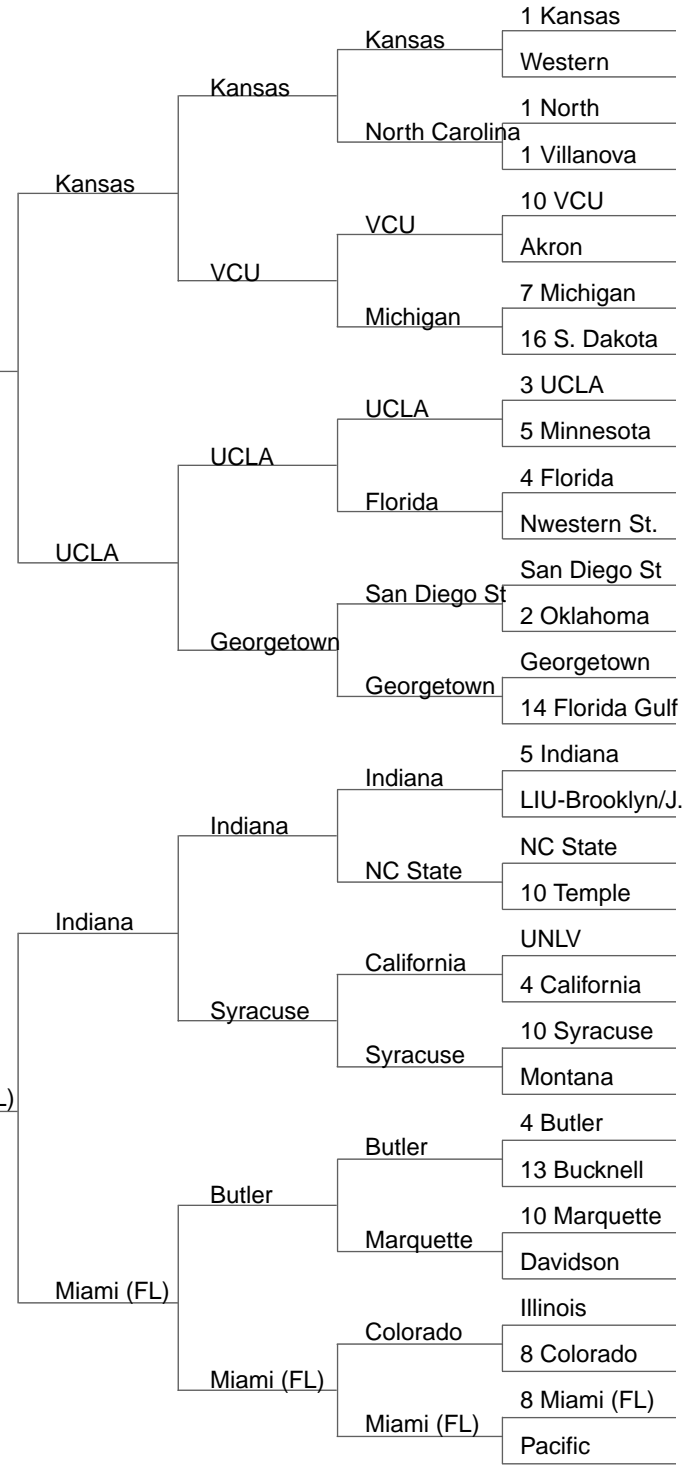 1 Kansas
Kansas
Western
Kansas
1 North
North Carolina
1 Villanova
Kansas
10 VCU
VCU
Akron
VCU
7 Michigan
Michigan
16 S. Dakota
3 UCLA
UCLA
5 Minnesota
UCLA
4 Florida
Florida
Nwestern St.
UCLA
San Diego St
San Diego St
2 Oklahoma
Georgetown
Georgetown
Georgetown
14 Florida Gulf
5 Indiana
Indiana
LIU-Brooklyn/J.
Indiana
NC State
NC State
10 Temple
Indiana
UNLV
California
4 California
Syracuse
10 Syracuse
Syracuse
Montana
L)
4 Butler
Butler
13 Bucknell
Butler
10 Marquette
Marquette
Davidson
Miami (FL)
Illinois
Colorado
8 Colorado
Miami (FL)
8 Miami (FL)
Miami (FL)
Pacific